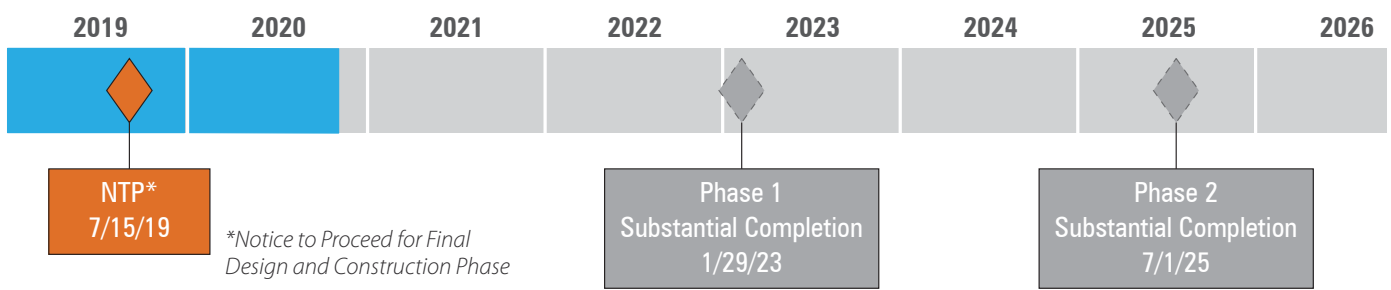 2019 2020 2021 2022 2023 2024 2025 2026
NTP*
7/15/19
*Notice to Proceed for Final
Design and Construction Phase
Phase 1
Substantial Completion
1/29/23
Phase 2
Substantial Completion
7/1/25